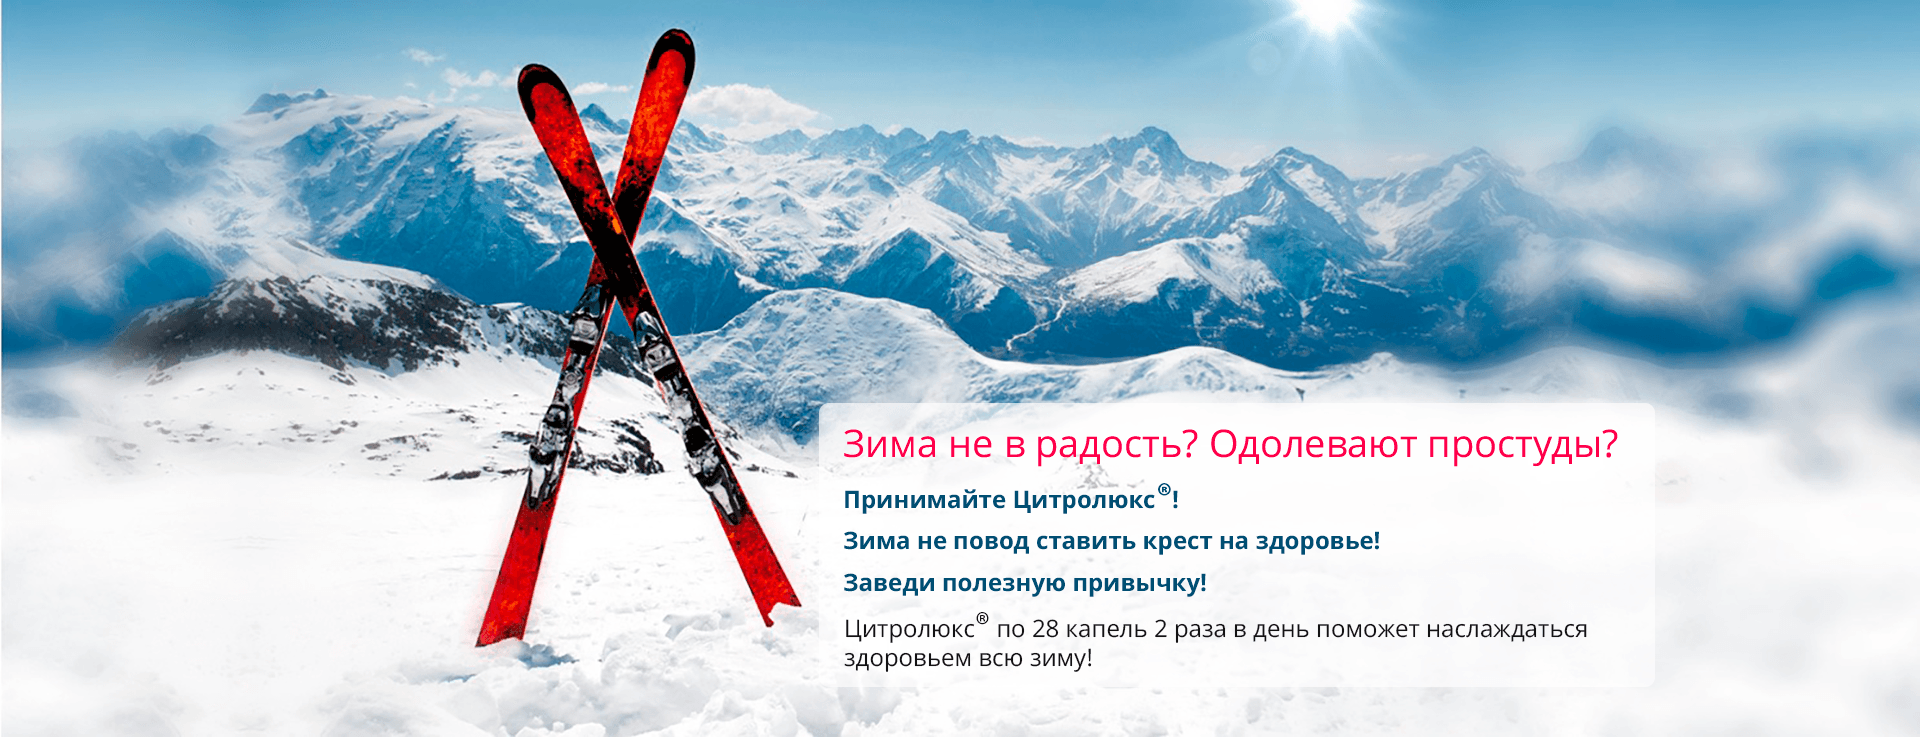 Зима не в радость? Одолевают простуды?
Принимайте Цитролюкс®!
Зима не повод ставить крест на здоровье!
Заведи полезную привычку!
Цитролюкс® по 28 капель 2 раза в день поможет наслаждаться
здоровьем всю зиму!